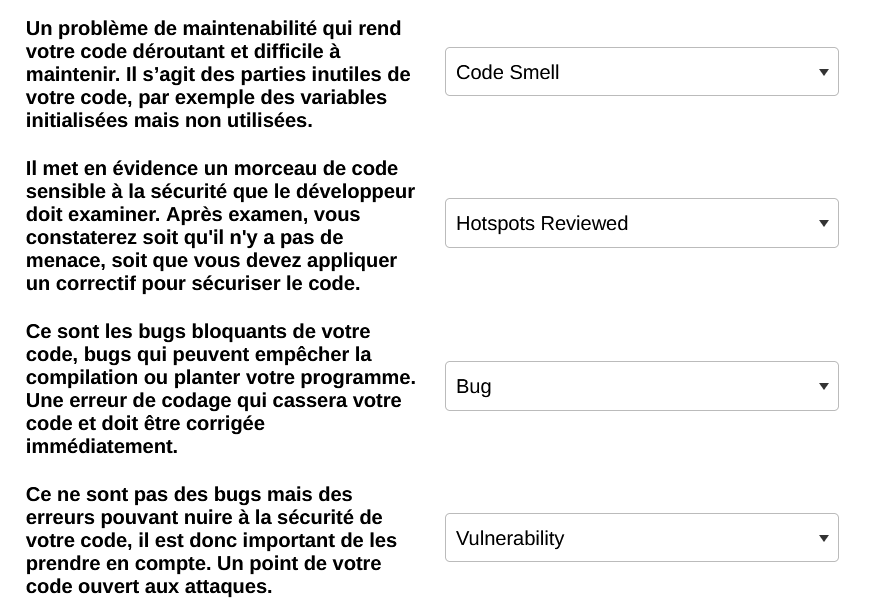 Un problème de maintenabilité qui rend
votre code déroutant et difficile à
maintenir. Il s’agit des parties inutiles de
votre code, par exemple des variables
initialisées mais non utilisées.
Code Smell
Il met en évidence un morceau de code
sensible à la sécurité que le développeur
doit examiner. Après examen, vous
constaterez soit qu'il n'y a pas de
menace, soit que vous devez appliquer
un correctif pour sécuriser le code.
Hotspots Reviewed
Ce sont les bugs bloquants de votre
code, bugs qui peuvent empêcher la
compilation ou planter votre programme.
Une erreur de codage qui cassera votre
code et doit être corrigée
immédiatement.
Bug
Ce ne sont pas des bugs mais des
erreurs pouvant nuire à la sécurité de
votre code, il est donc important de les
prendre en compte. Un point de votre
code ouvert aux attaques.
Vulnerability